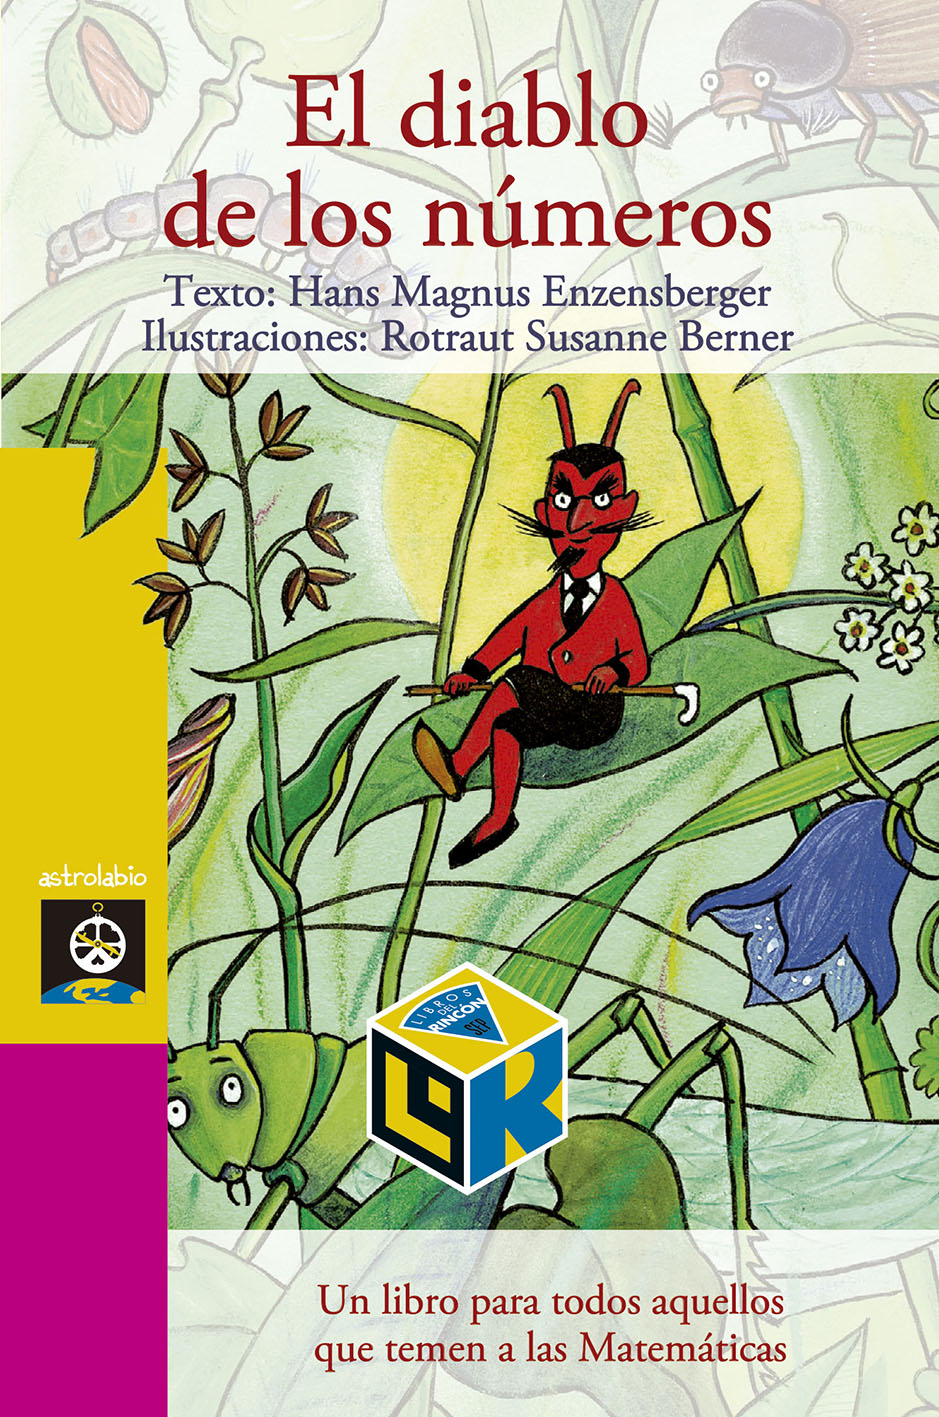 El diablo
de los números
Texto: Hans Magnus Enzensberger
Ilustraciones: Rotraut Susanne Berner
astrolabio
LIBROS
DEL
RINCÓN
SEP
LR
Un libro para todos aquellos
que temen a las Matemáticas